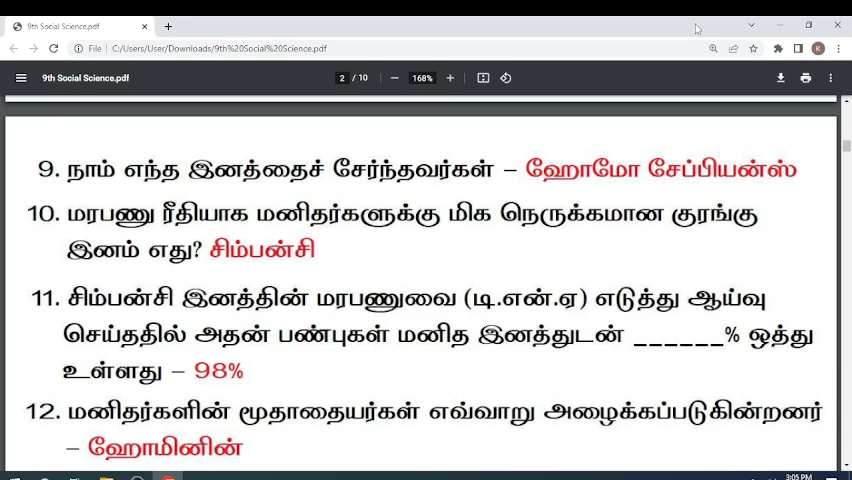 9th Social Science.pdf
File | C:/Users/User/Downloads/9th%20Social%20Science.pdf
K
9th Social Science.pdf 2 / 10 168%
9. நாம் எந்த இனத்தைச் சேர்ந்தவர்கள் – ஹோமோ சேப்பியன்ஸ்
10. மரபணு ரீதியாக மனிதர்களுக்கு மிக நெருக்கமான குரங்கு
இனம் எது? சிம்பன்சி
11. சிம்பன்சி இனத்தின் மரபணுவை (டி.என்.ஏ) எடுத்து ஆய்வு
செய்ததில் அதன் பண்புகள் மனித இனத்துடன் ______% ஒத்து
உள்ளது – 98%
12. மனிதர்களின் மூதாதையர்கள் எவ்வாறு அழைக்கப்படுகின்றனர்
– ஹோமினின்
3:05 PM